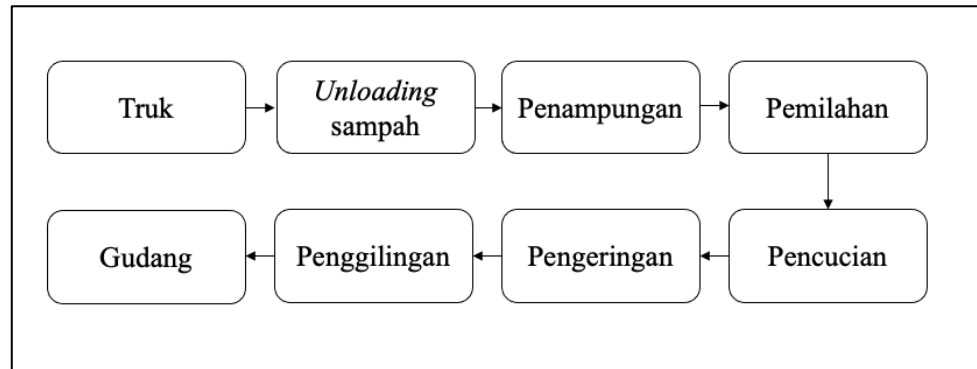 Truk
Unloading
sampah
Penampungan
Pemilahan
Gudang
Penggilingan
Pengeringan
Pencucian